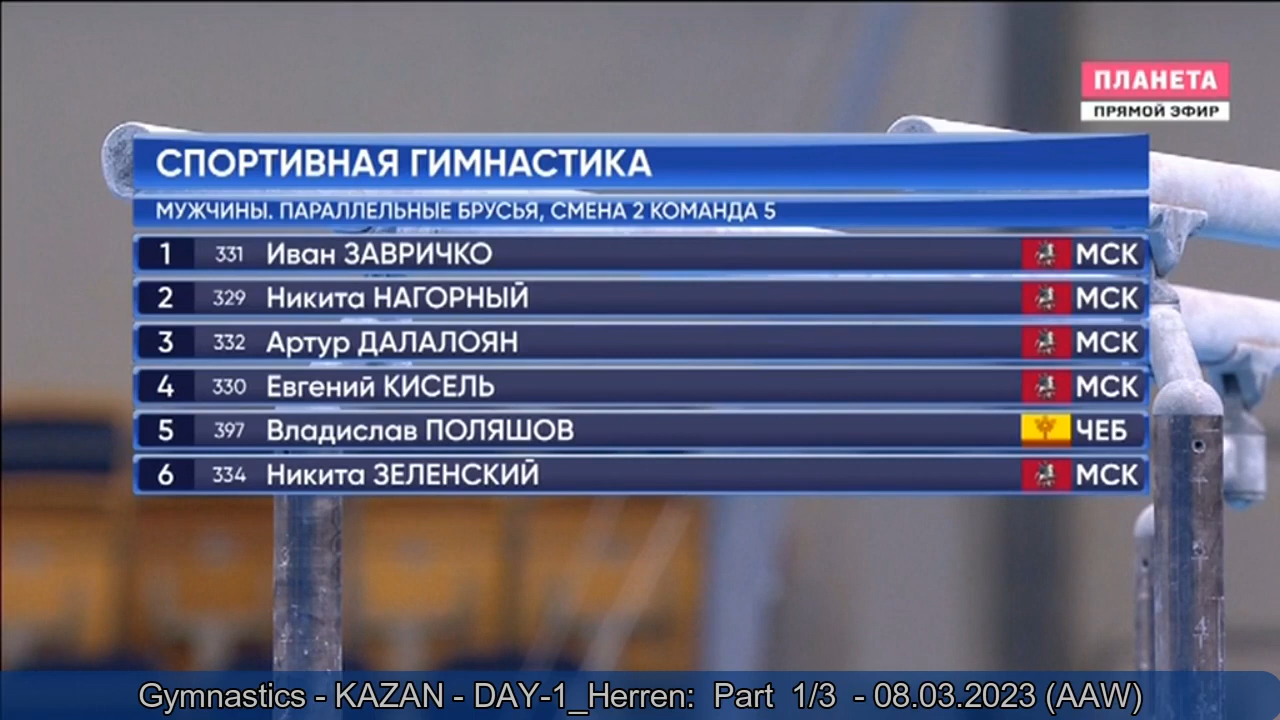 ПЛАНЕТА
ПРЯМОЙ ЭФИР
СПОРТИВНАЯ ГИМНАСТИКА
МУЖЧИНЫ. ПАРАЛЛЕЛЬНЫЕ БРУСЬЯ, СМЕНА 2 КОМАНДА 5
1 331 Иван ЗАВРИЧКО МСК
2 329 Никита НАГОРНЫЙ МСК
3 332 Артур ДАЛАЛОЯН МСК
4 330 Евгений КИСЕЛЬ МСК
5 397 Владислав ПОЛЯШОВ ЧЕБ
6 334 Никита ЗЕЛЕНСКИЙ МСК
Gymnastics - KAZAN - DAY-1_Herren: Part 1/3 - 08.03.2023 (AAW)